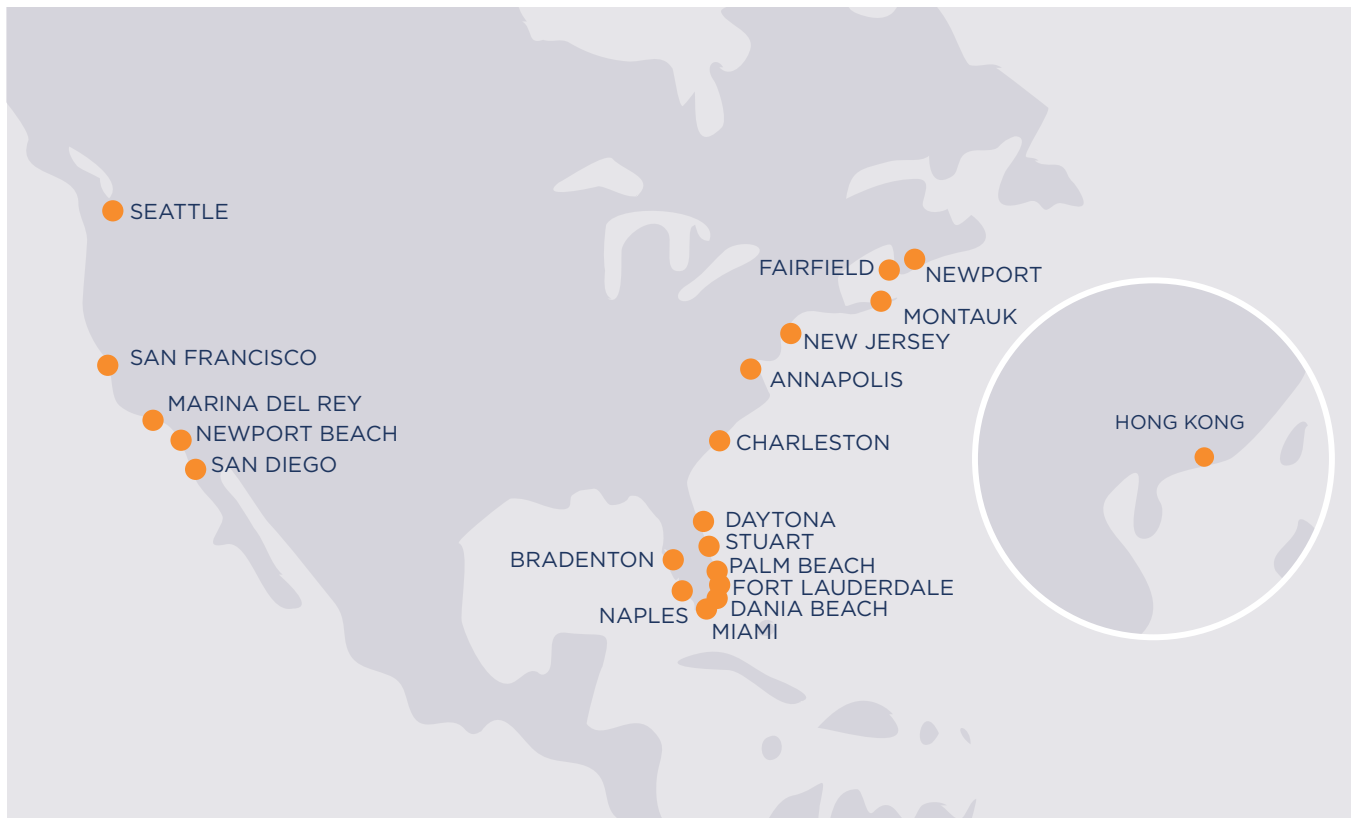 SEATTLE
FAIRFIELD
NEWPORT
MONTAUK
NEW JERSEY
SAN FRANCISCO
ANNAPOLIS
MARINA DEL REY
NEWPORT BEACH
CHARLESTON
SAN DIEGO
HONG KONG
DAYTONA
STUART
BRADENTON
PALM BEACH
FORT LAUDERDALE
DANIA BEACH
NAPLES
MIAMI